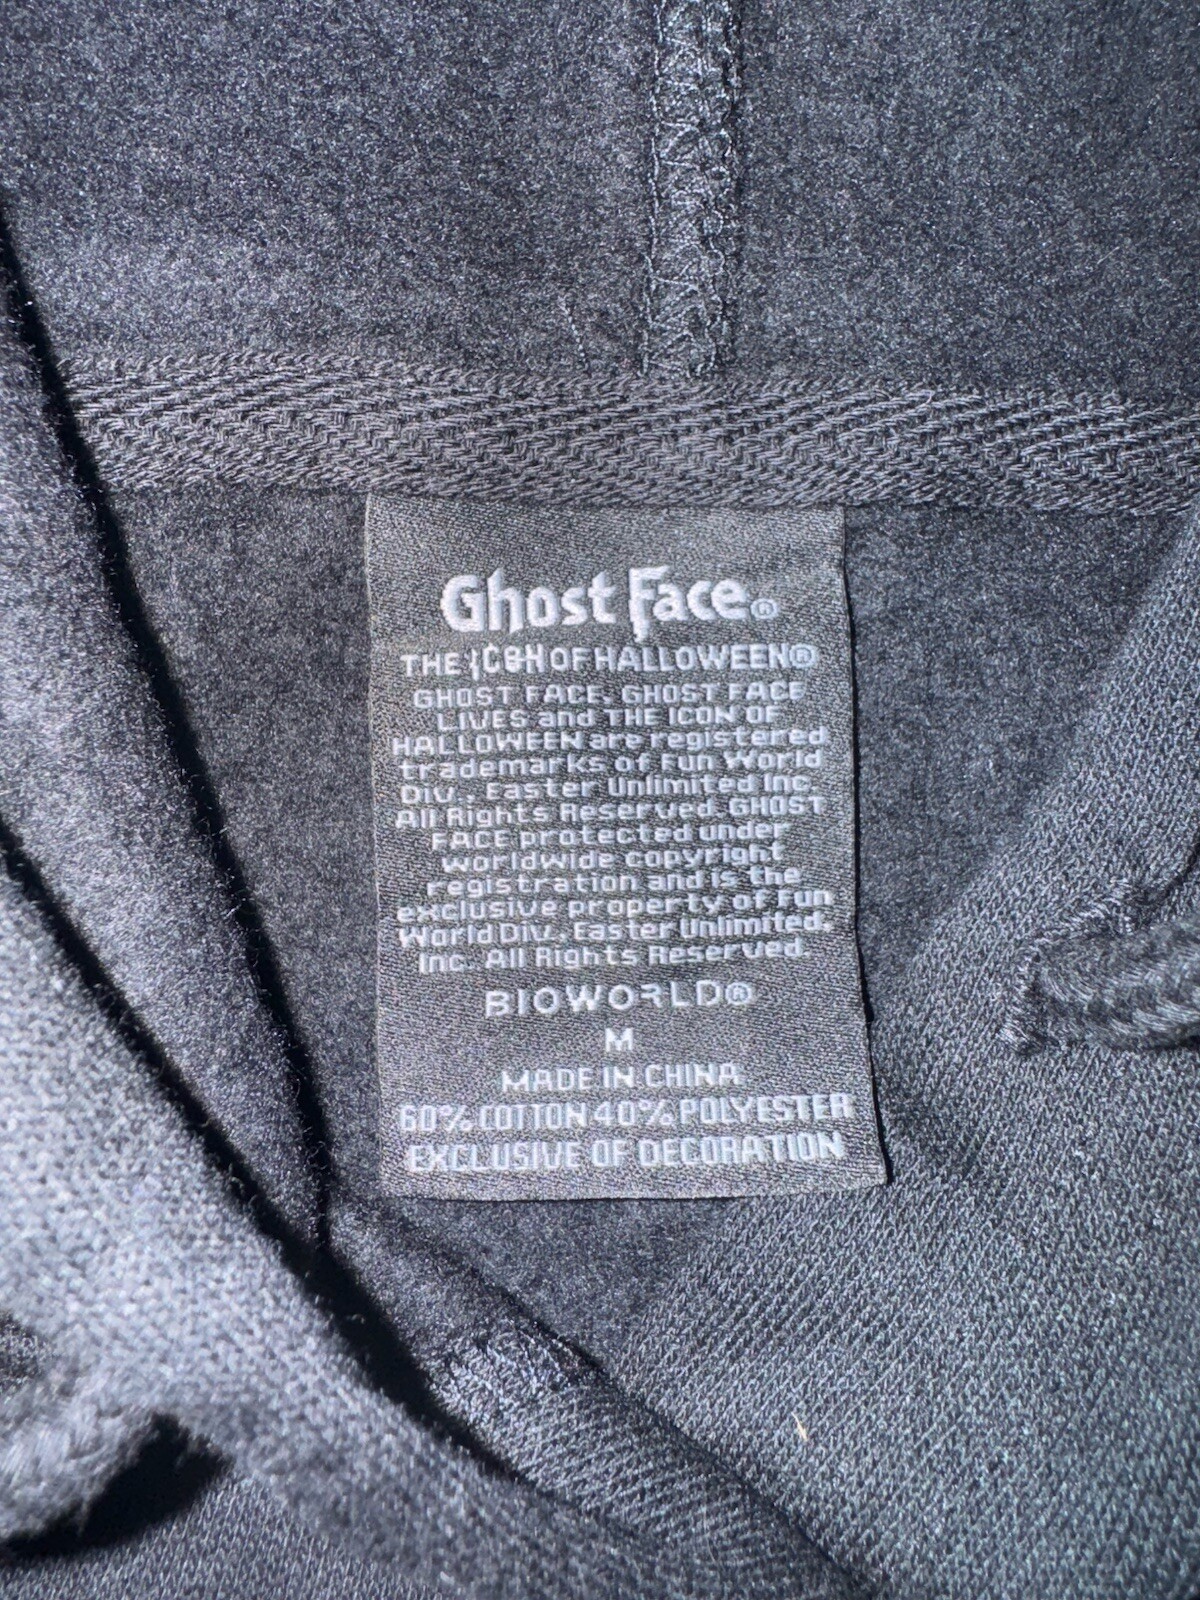 Ghost Face®
THE ICON OF HALLOWEEN®
GHOST FACE. GHOST FACE
LIVES and THE ICON OF
HALLOWEEN are registered
trademarks of Fun World
Div., Easter Unlimited Inc.
All Rights Reserved. GHOST
FACE protected under
worldwide copyright
registration and is the
exclusive property of Fun
World Div., Easter Unlimited,
Inc. All Rights Reserved.
BIOWORLD®
M
MADE IN CHINA
60% COTTON 40% POLYESTER
EXCLUSIVE OF DECORATION